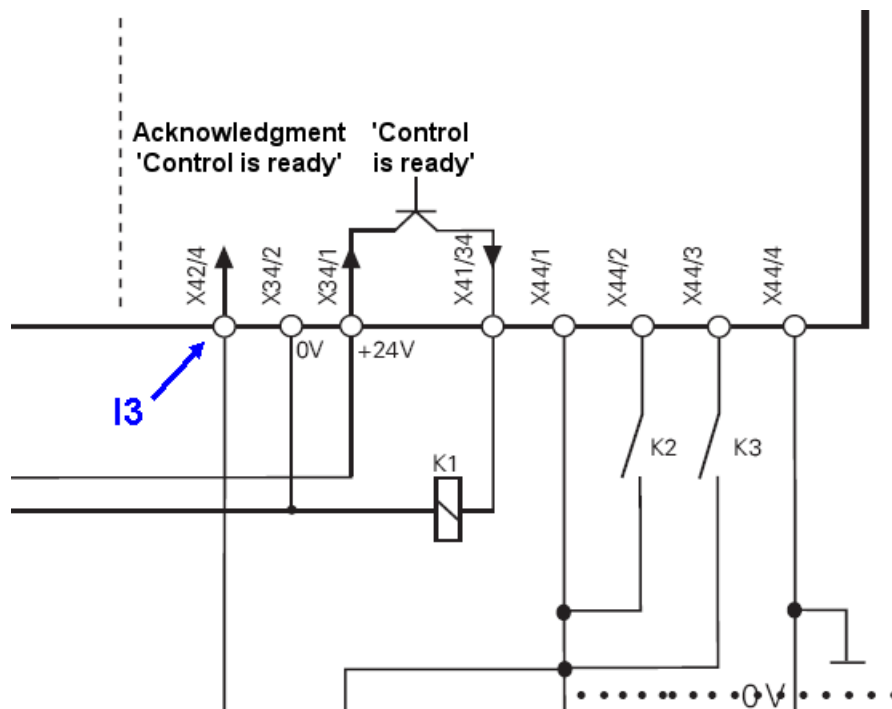 Acknowledgment 'Control
'Control is ready' is ready'
X42/4
X34/2
X34/1
X41/34
X44/1
X44/2
X44/3
X44/4
0V
+24V
I3
K2
K3
K1
0V